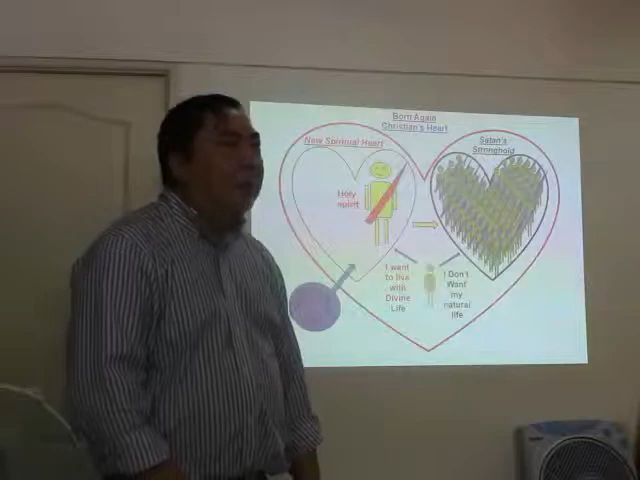 Born Again
Christian's Heart
New Spiritual Heart
Satan's
Stronghold
Holy
spirit
I want
to live
with
Divine
Life
I Don't
Want
my
natural
life